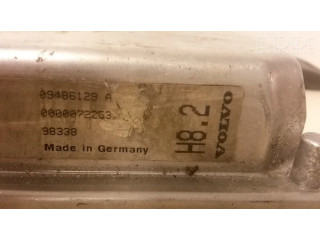 09486129 A
0000072263
98338
Made in Germany
H8.2
VOLVO